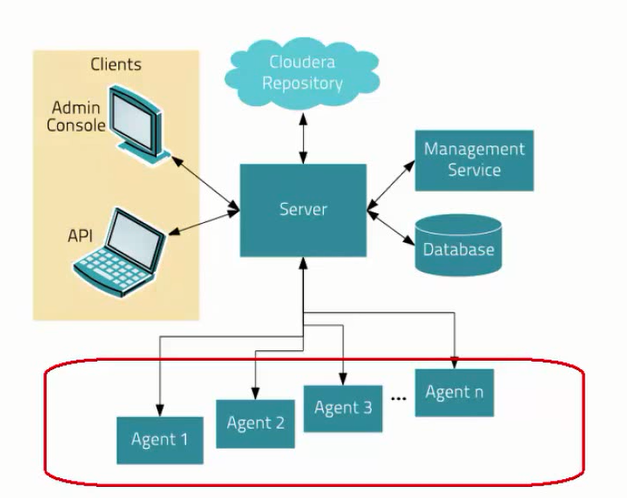 Clients
Admin
Console
API
Cloudera
Repository
Server
Management
Service
Database
Agent 1
Agent 2
Agent 3
...
Agent n